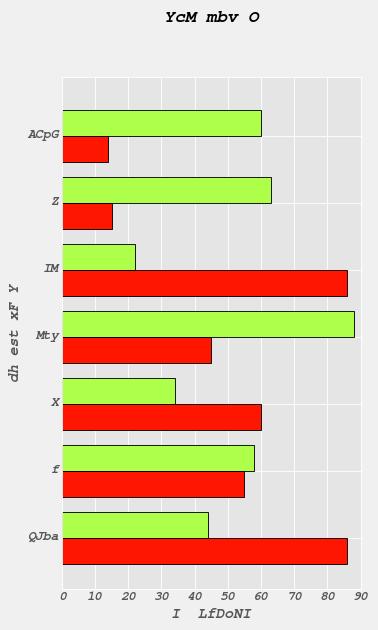 YcM mbv O
ACpG
Z
IM
Mty
X
f
QJba
dh est xF Y
0 10 20 30 40 50 60 70 80 90
I LfDoNI